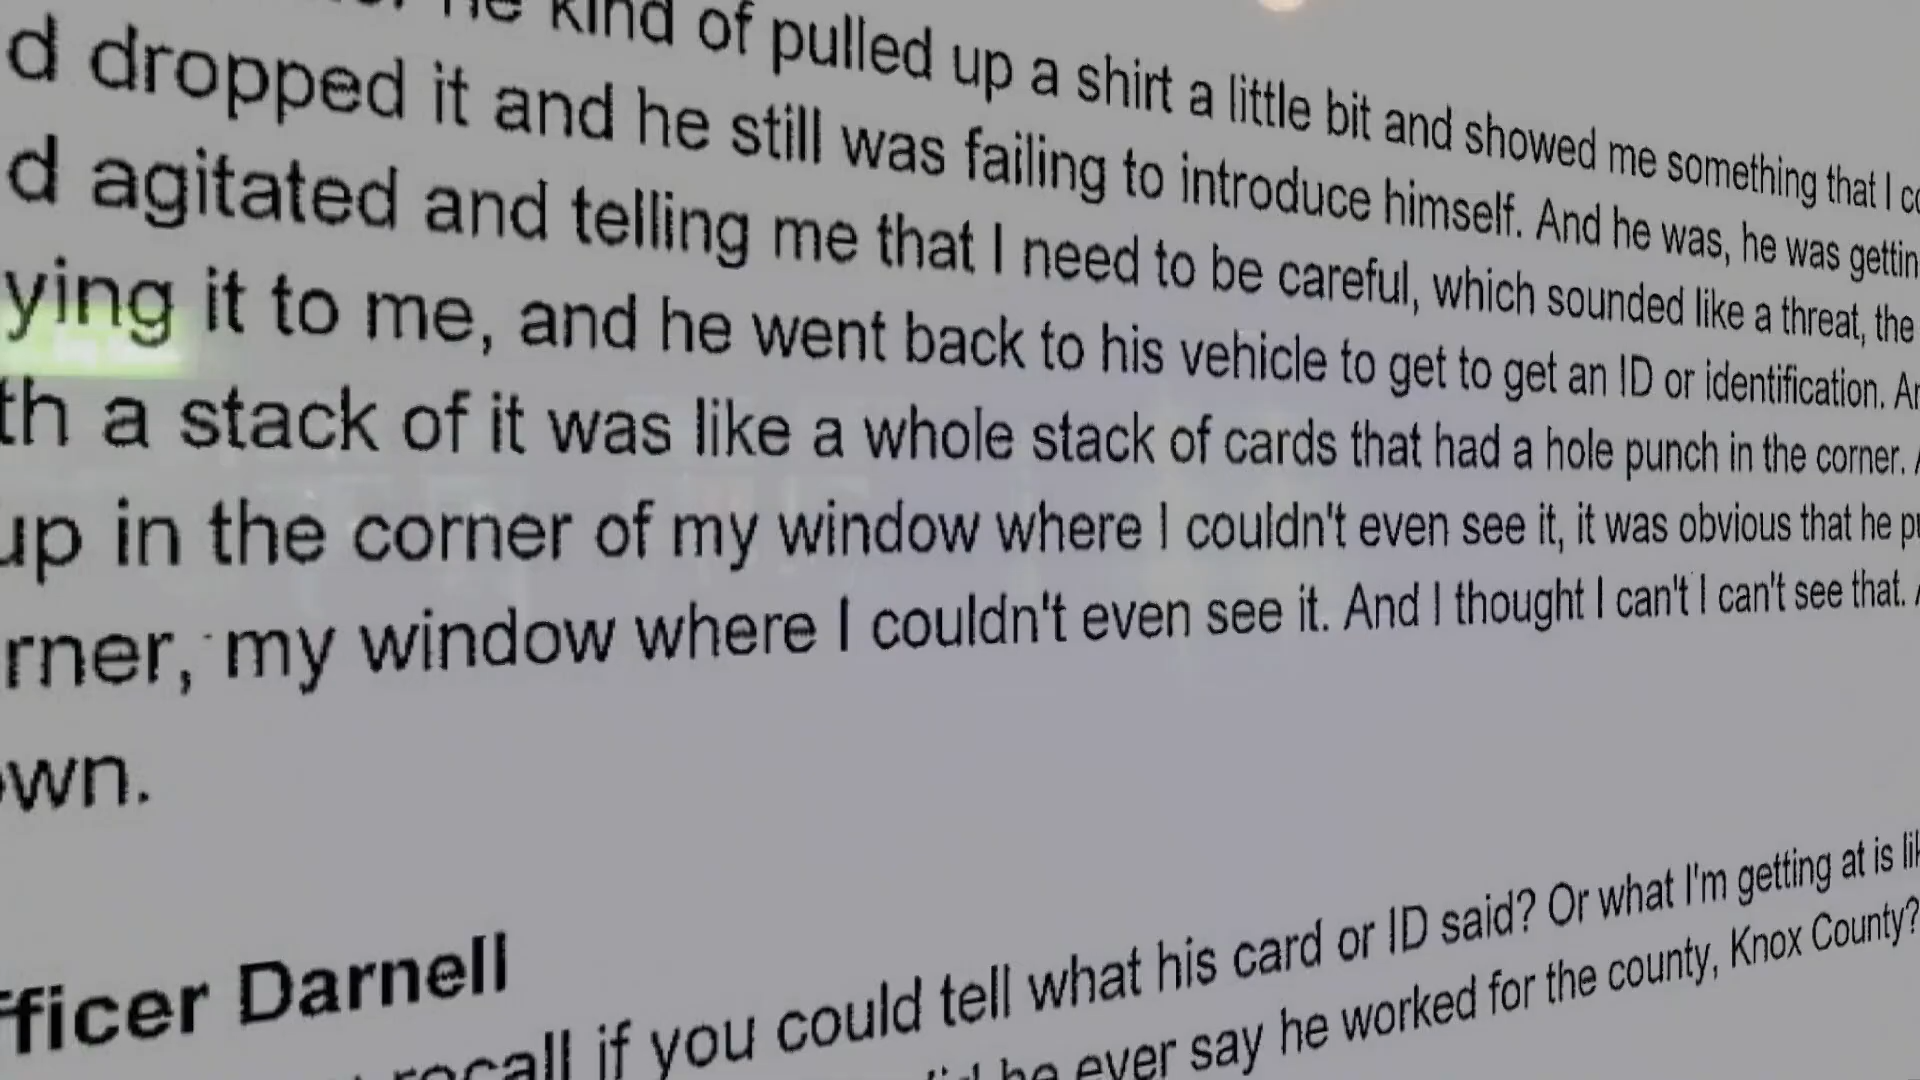 he kind of pulled up a shirt a little bit and showed me something that I
d dropped it and he still was failing to introduce himself. And he was, he was gettin
d agitated and telling me that I need to be careful, which sounded like a threat, the
ying it to me, and he went back to his vehicle to get to get an ID or identification.
th a stack of it was like a whole stack of cards that had a hole punch in the corner.
up in the corner of my window where I couldn't even see it, it was obvious that he
rner, my window where I couldn't even see it. And I thought I can't I can't see that.
own.
fficer Darnell
recall if you could tell what his card or ID said? Or what I'm getting at is
he ever say he worked for the county, Knox County?